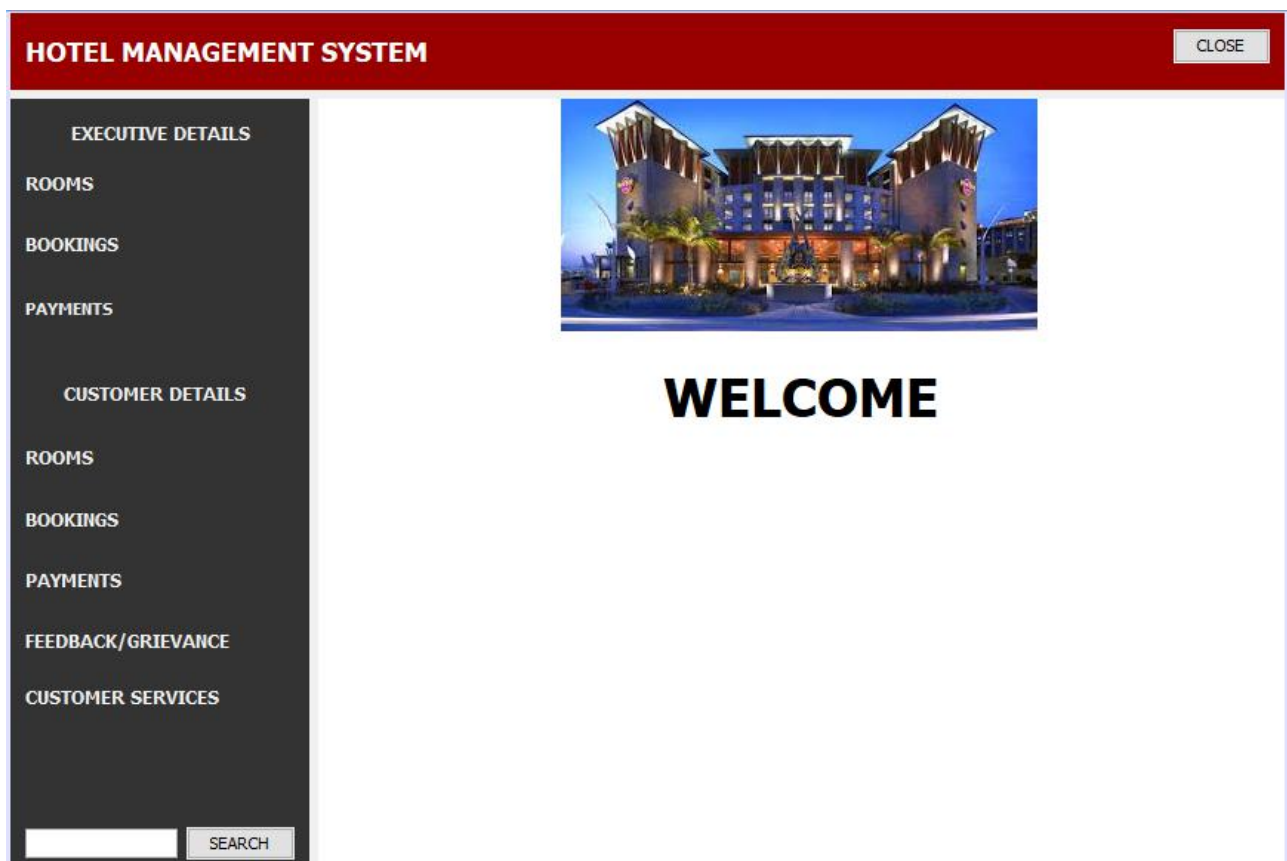 HOTEL MANAGEMENT SYSTEM
CLOSE
EXECUTIVE DETAILS
ROOMS
BOOKINGS
PAYMENTS
CUSTOMER DETAILS
ROOMS
BOOKINGS
PAYMENTS
FEEDBACK/GRIEVANCE
CUSTOMER SERVICES
SEARCH
WELCOME